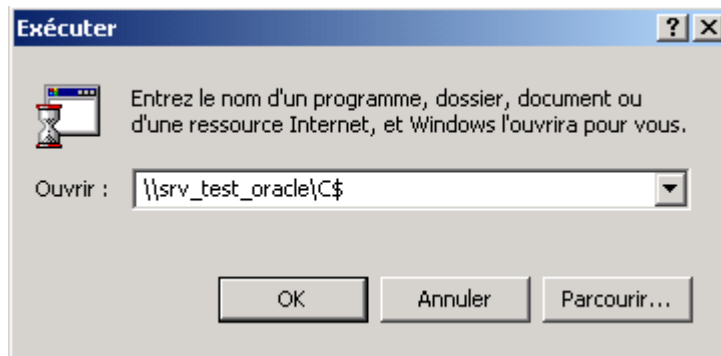 Exécuter
Entrez le nom d'un programme, dossier, document ou
d'une ressource Internet, et Windows l'ouvrira pour vous.
Ouvrir : \\srv_test_oracle\C$
OK Annuler Parcourir...